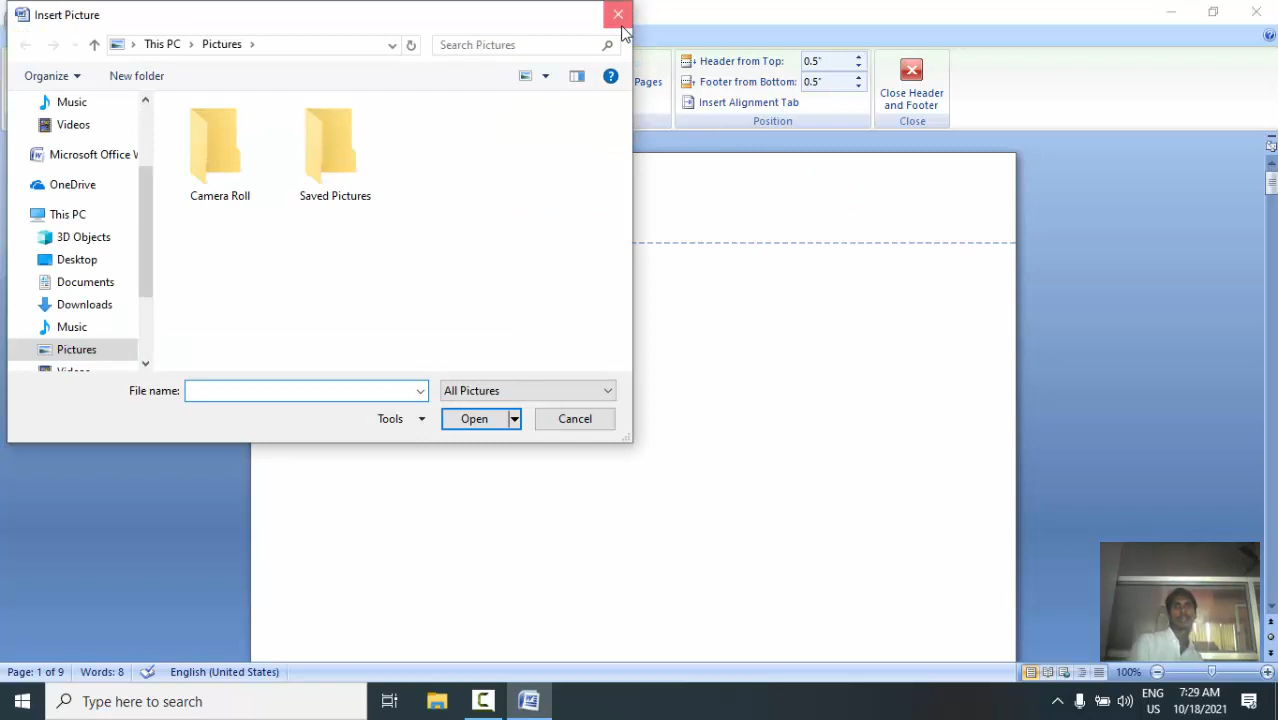 Insert Picture
This PC
Pictures
Search Pictures
Organize
New folder
Music
Videos
Microsoft Office W
OneDrive
This PC
3D Objects
Desktop
Documents
Downloads
Music
Pictures
Videos
Camera Roll
Saved Pictures
File name:
All Pictures
Tools
Open
Cancel
Pages
Header from Top:
0.5"
Footer from Bottom:
0.5"
Insert Alignment Tab
Position
Close Header
and Footer
Close
Page: 1 of 9
Words: 8
English (United States)
100%
Type here to search
ENG
US
7:29 AM
10/18/2021